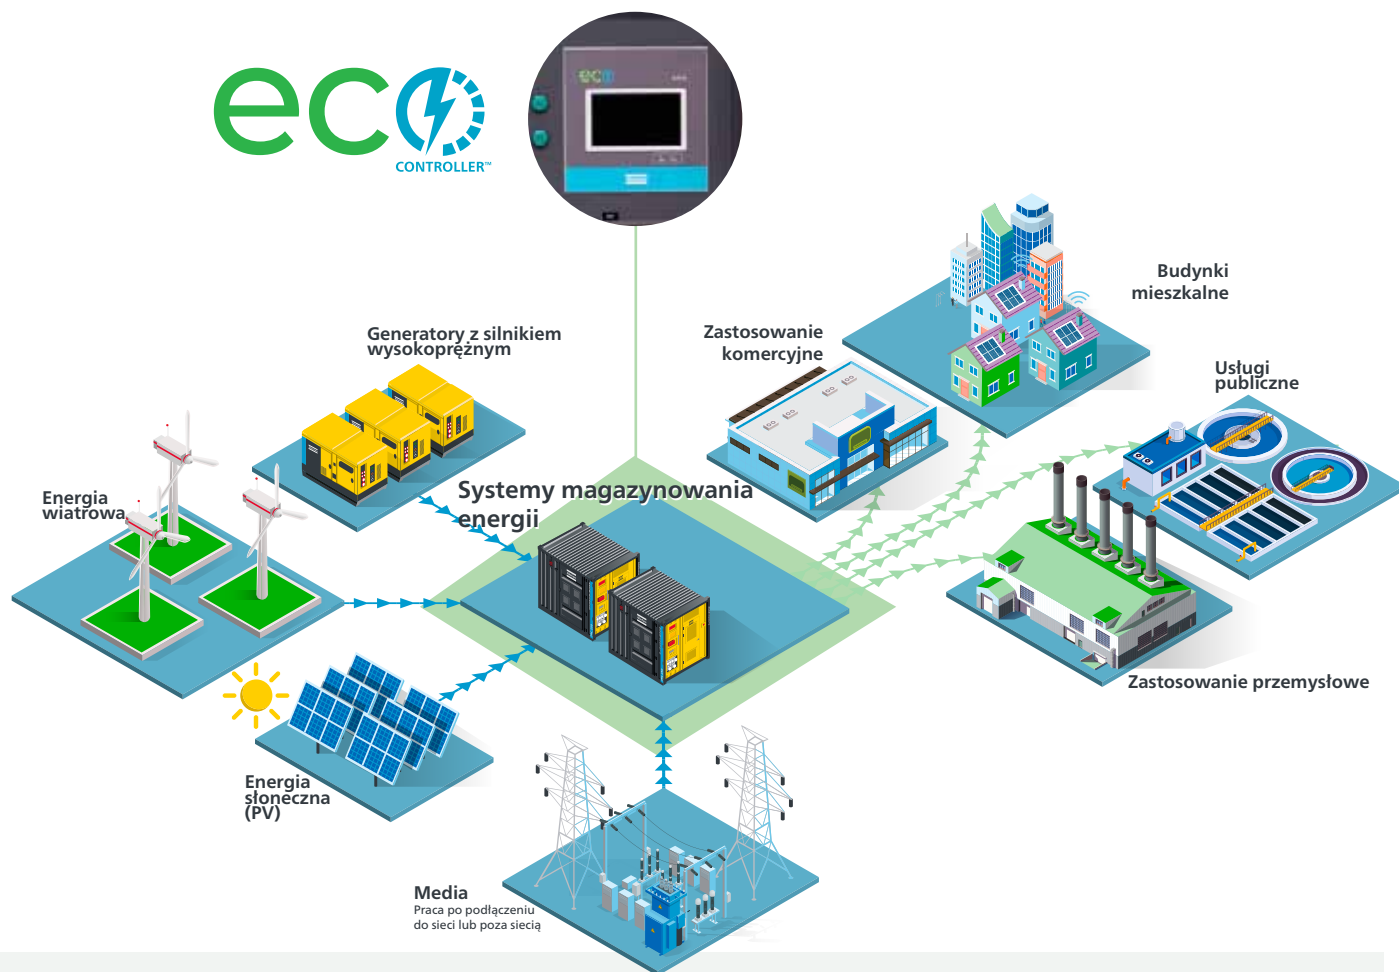 eco
CONTROLLER™
eco
Generatory z silnikiem
wysokoprężnym
Zastosowanie
komercyjne
Budynki
mieszkalne
Usługi
publiczne
Energia
wiatrowa
Systemy magazynowania
energii
Zastosowanie przemysłowe
Energia
słoneczna
(PV)
Media
Praca po podłączeniu
do sieci lub poza siecią